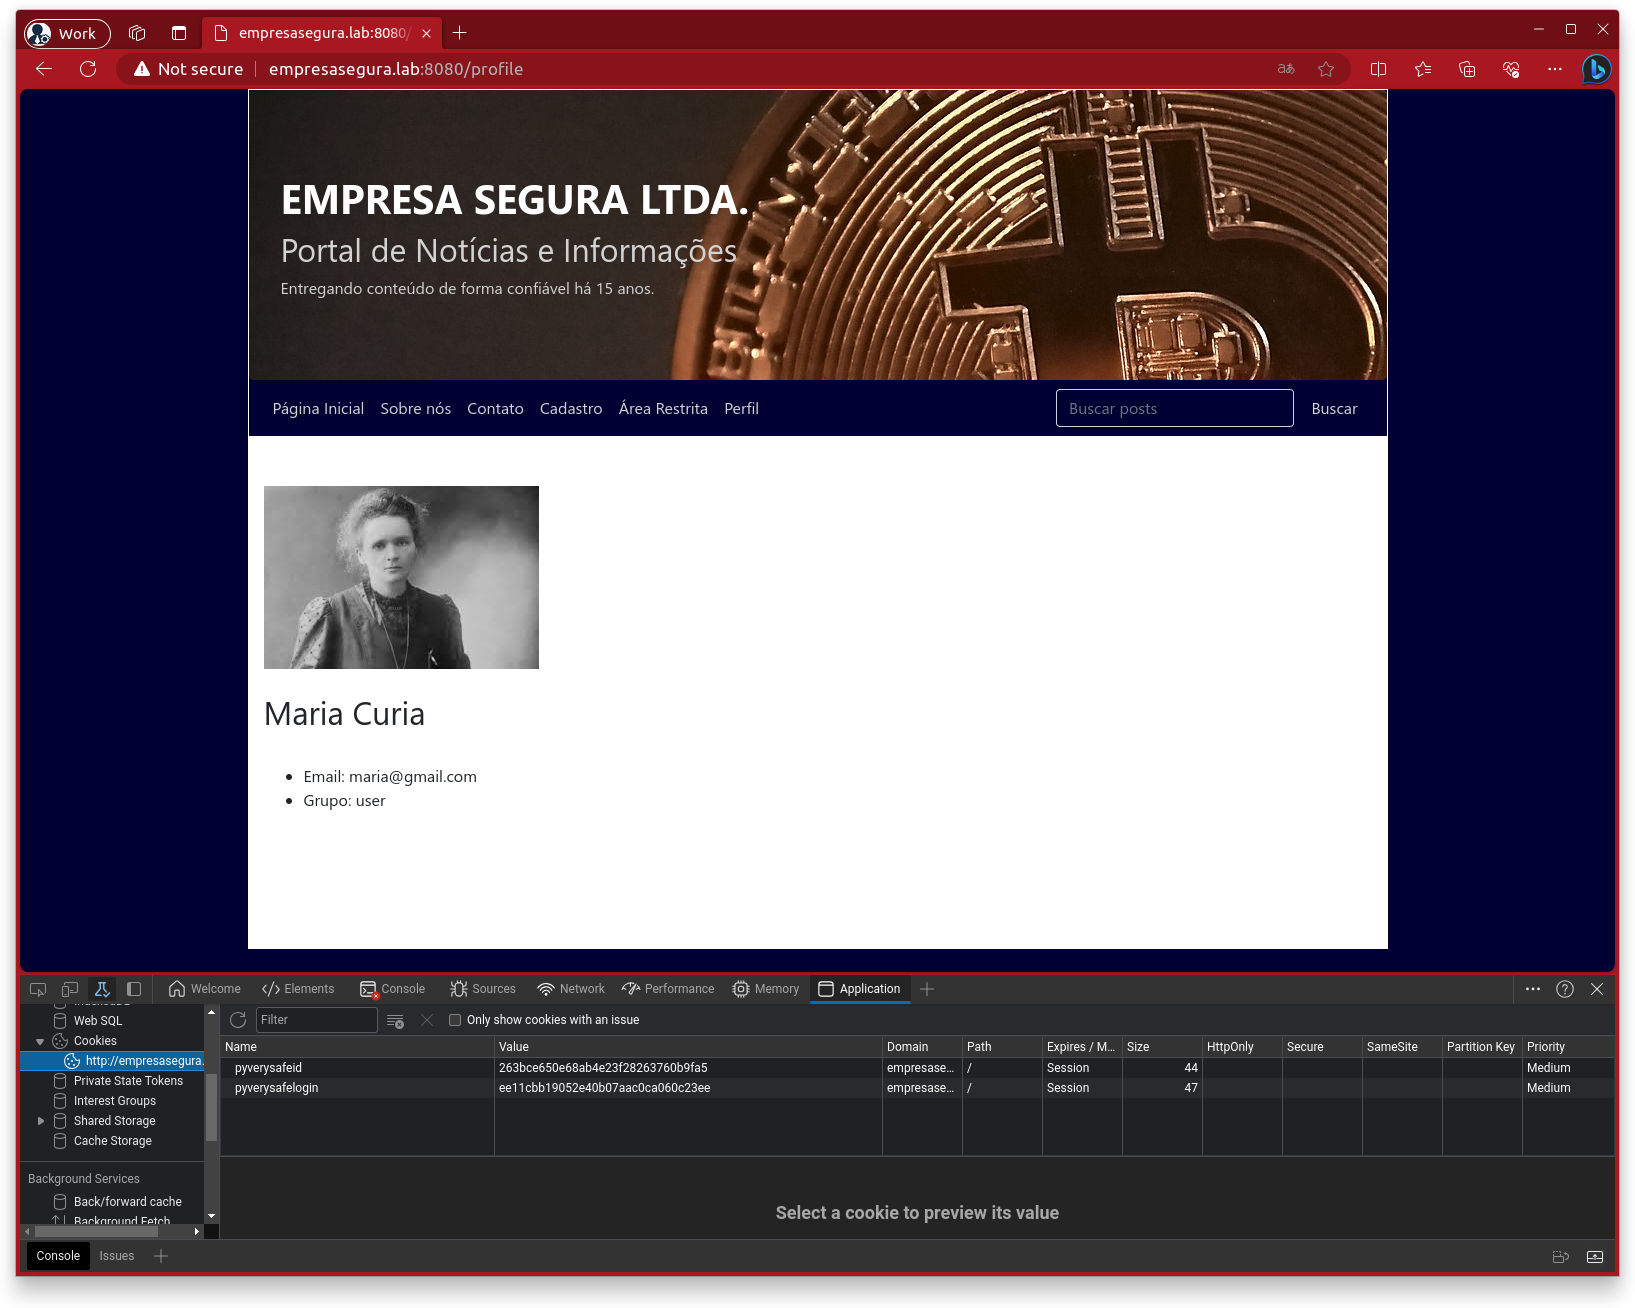 Work
empresasegura.lab:8080/
Not secure
empresasegura.lab:8080/profile
EMPRESA SEGURA LTDA.
Portal de Notícias e Informações
Entregando conteúdo de forma confiável há 15 anos.
Página Inicial Sobre nós Contato Cadastro Área Restrita Perfil Buscar posts Buscar
Maria Curia
• Email: maria@gmail.com
• Grupo: user
Welcome Elements Console Sources Network Performance Memory Application
Web SQL
Cookies
http://empresasegura.
Private State Tokens
Interest Groups
Shared Storage
Cache Storage
Background Services
Back/forward cache
Background Fetch
Filter Only show cookies with an issue
Name Value Domain Path Expires / M... Size HttpOnly Secure SameSite Partition Key Priority
pyverysafeid 263bce650e68ab4e23f28263760b9fa5 empresase... / Session 44 Medium
pyverysafelogin ee11cbb19052e40b07aac0ca060c23ee empresase... / Session 47 Medium
Select a cookie to preview its value
Console Issues